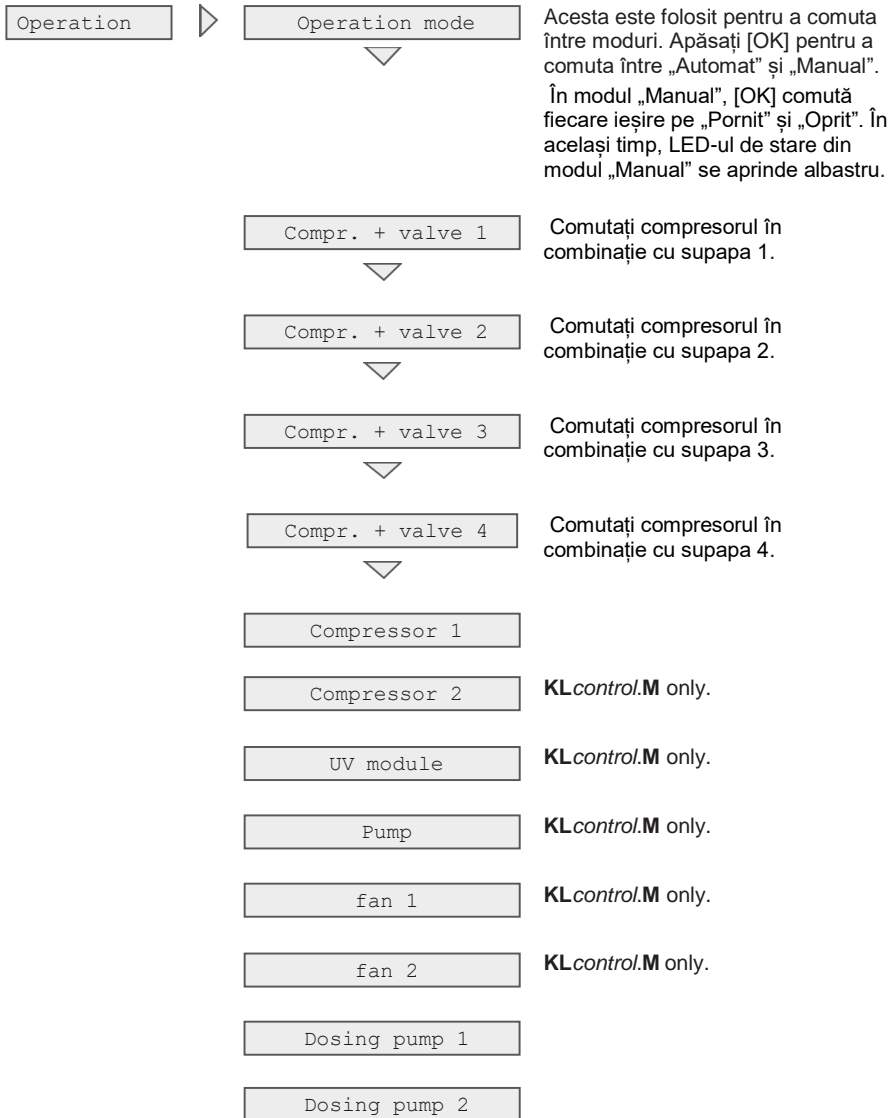 Operation
Operation mode
Acesta este folosit pentru a comuta
între moduri. Apăsați [OK] pentru a
comuta între „Automat” și „Manual”.
În modul „Manual”, [OK] comută
fiecare ieșire pe „Pornit” și „Oprit”. În
același timp, LED-ul de stare din
modul „Manual” se aprinde albastru.
Compr. + valve 1
Comutați compresorul în
combinație cu supapa 1.
Compr. + valve 2
Comutați compresorul în
combinație cu supapa 2.
Compr. + valve 3
Comutați compresorul în
combinație cu supapa 3.
Compr. + valve 4
Comutați compresorul în
combinație cu supapa 4.
Compressor 1
Compressor 2
KLcontrol.M only.
UV module
KLcontrol.M only.
Pump
KLcontrol.M only.
fan 1
KLcontrol.M only.
fan 2
KLcontrol.M only.
Dosing pump 1
Dosing pump 2